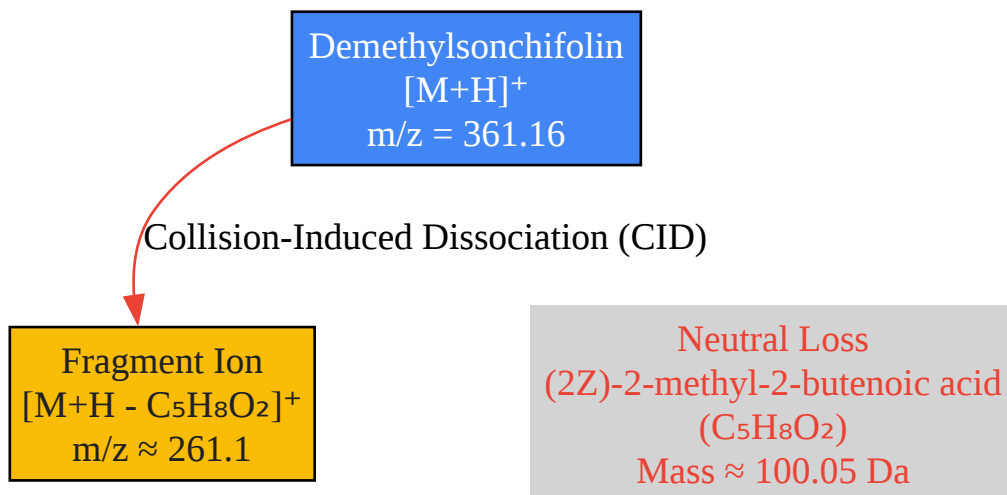 Demethylsonchifolin
[M+H]⁺
m/z = 361.16
Collision-Induced Dissociation (CID)
Fragment Ion
[M+H - C₅H₈O₂]⁺
m/z ≈ 261.1
Neutral Loss
(2Z)-2-methyl-2-butenoic acid
(C₅H₈O₂)
Mass ≈ 100.05 Da